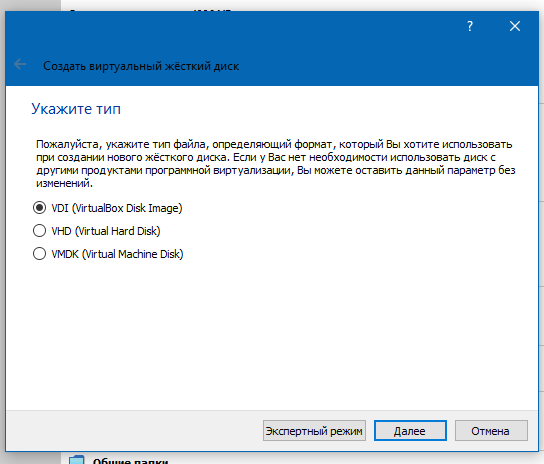 ?
Создать виртуальный жёсткий диск
Укажите тип
Пожалуйста, укажите тип файла, определяющий формат, который Вы хотите использовать
при создании нового жёсткого диска. Если у Вас нет необходимости использовать диск с
другими продуктами программной виртуализации, Вы можете оставить данный параметр без
изменений.
VDI (VirtualBox Disk Image)
VHD (Virtual Hard Disk)
VMDK (Virtual Machine Disk)
Экспертный режим Далее Отмена
Общие папки